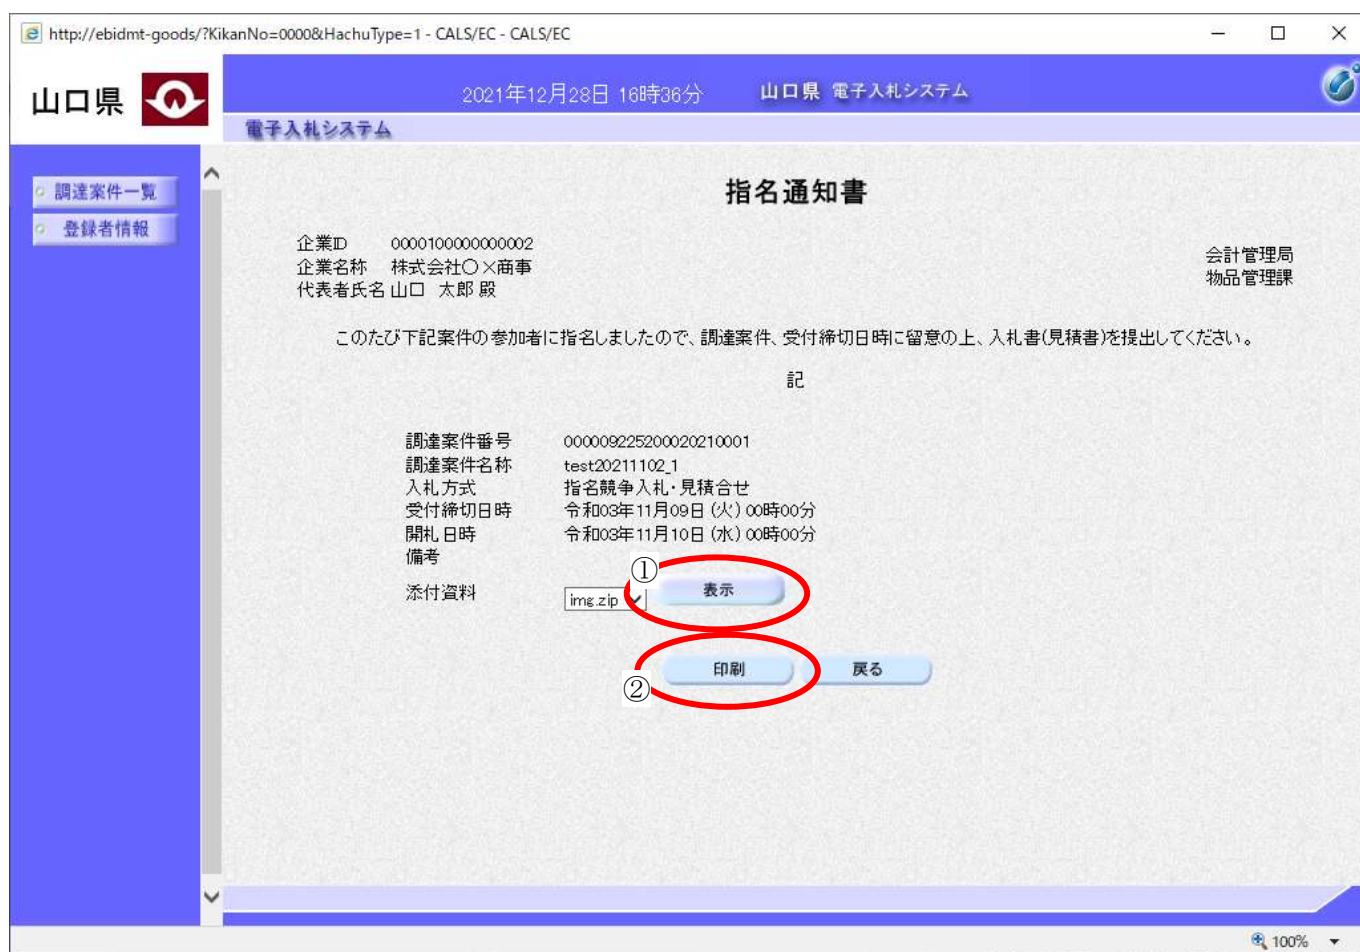 http://ebidmt-goods/?KikanNo=0000&HachuType=1 - CALS/EC - CALS/EC
山口県
2021年12月28日 16時36分
山口県 電子入札システム
電子入札システム
調達案件一覧
登録者情報
指名通知書
企業ID 0000100000000002
企業名称 株式会社○×商事
代表者氏名 山口 太郎 殿
会計管理局
物品管理課
このたび下記案件の参加者に指名しましたので、調達案件、受付締切日時に留意の上、入札書(見積書)を提出してください。
記
調達案件番号 000009225200020210001
調達案件名称 test20211102_1
入札方式 指名競争入札・見積合せ
受付締切日時 令和03年11月09日 (火) 00時00分
開札日時 令和03年11月10日 (水) 00時00分
備考
添付資料 img.zip ① 表示
② 印刷 戻る
100%